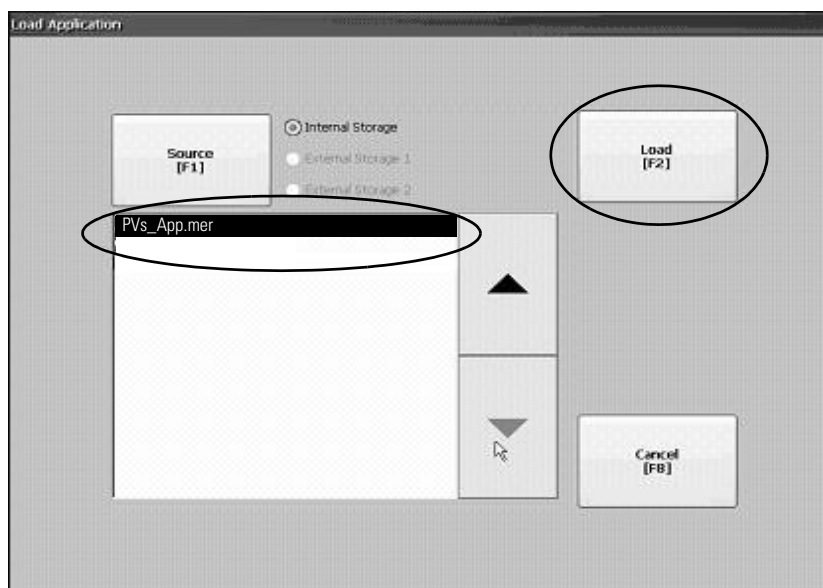 Load Application
Source
[F1]
Internal Storage
External Storage 1
External Storage 2
Load
[F2]
PVs_App.mer
Cancel
[F8]